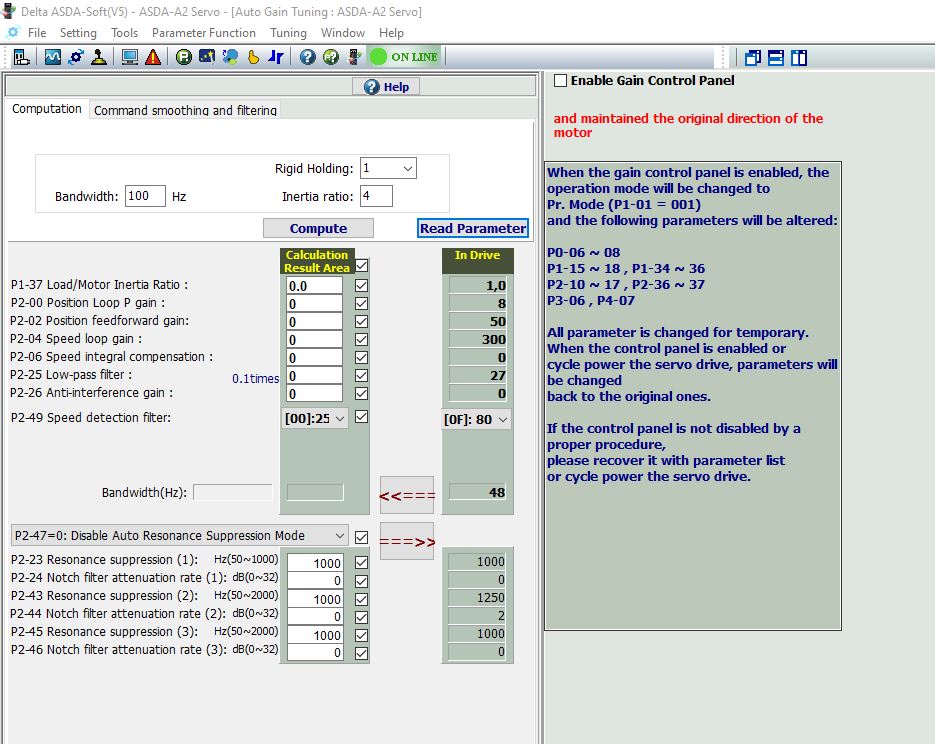 Delta ASDA-Soft(V5) - ASDA-A2 Servo - [Auto Gain Tuning : ASDA-A2 Servo]
File Setting Tools Parameter Function Tuning Window Help
ON LINE
Help
Computation Command smoothing and filtering
Rigid Holding: 1
Bandwidth: 100 Hz Inertia ratio: 4
Compute Read Parameter
Calculation
Result Area
In Drive
P1-37 Load/Motor Inertia Ratio : 0.0 1,0
P2-00 Position Loop P gain : 0 8
P2-02 Position feedforward gain: 0 50
P2-04 Speed loop gain : 0 300
P2-06 Speed integral compensation : 0 0
P2-25 Low-pass filter : 0.1times 0 27
P2-26 Anti-interference gain : 0 0
P2-49 Speed detection filter: [00]:25 [0F]: 80
Bandwidth(Hz): <<=== 48
P2-47=0: Disable Auto Resonance Suppression Mode ===>>
P2-23 Resonance suppression (1): Hz(50~1000) 1000 1000
P2-24 Notch filter attenuation rate (1): dB(0~32) 0 0
P2-43 Resonance suppression (2): Hz(50~2000) 1000 1250
P2-44 Notch filter attenuation rate (2): dB(0~32) 0 2
P2-45 Resonance suppression (3): Hz(50~2000) 1000 1000
P2-46 Notch filter attenuation rate (3): dB(0~32) 0 0
Enable Gain Control Panel
and maintained the original direction of the
motor
When the gain control panel is enabled, the
operation mode will be changed to
Pr. Mode (P1-01 = 001)
and the following parameters will be altered:
P0-06 ~ 08
P1-15 ~ 18 , P1-34 ~ 36
P2-10 ~ 17 , P2-36 ~ 37
P3-06 , P4-07
All parameter is changed for temporary.
When the control panel is enabled or
cycle power the servo drive, parameters will
be changed
back to the original ones.
If the control panel is not disabled by a
proper procedure,
please recover it with parameter list
or cycle power the servo drive.